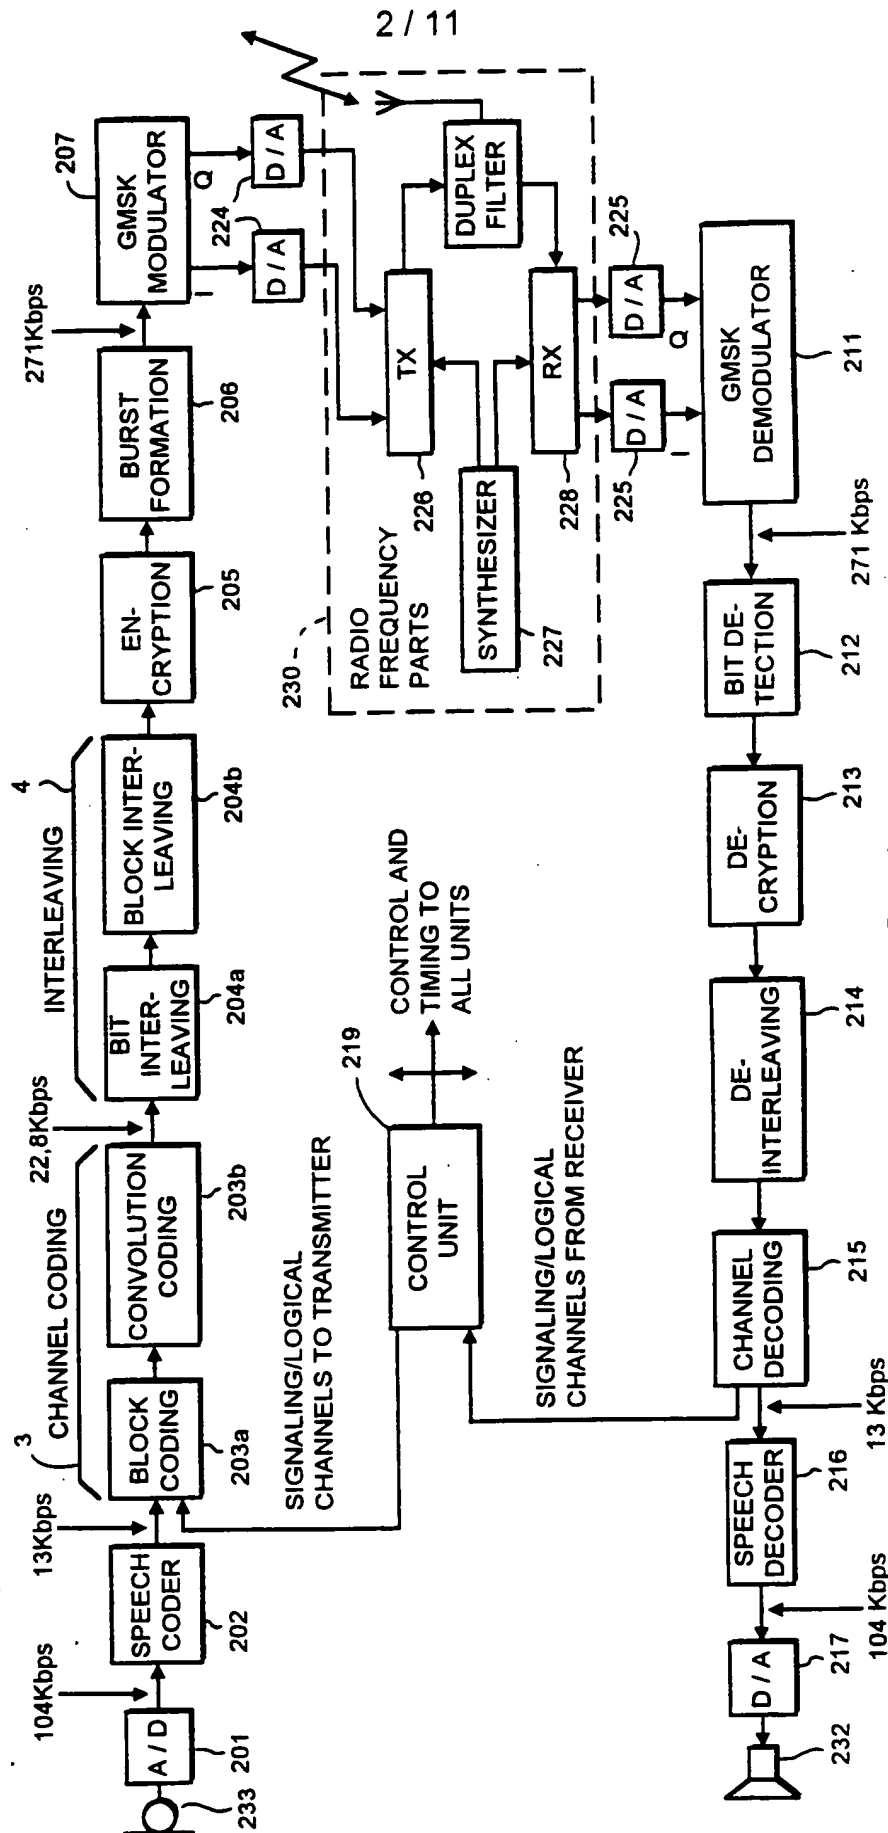 2 / 11
233
A / D
201
104Kbps
SPEECH
CODER
202
13Kbps
3
CHANNEL CODING
BLOCK
CODING
203a
CONVOLUTION
CODING
203b
22,8Kbps
4
INTERLEAVING
BIT
INTER-
LEAVING
204a
BLOCK INTER-
LEAVING
204b
EN-
CRYPTION
205
BURST
FORMATION
206
271Kbps
GMSK
MODULATOR
207
I
Q
224
D / A
D / A
230
RADIO
FREQUENCY
PARTS
TX
226
DUPLEX
FILTER
SYNTHESIZER
227
RX
228
SIGNALING/LOGICAL
CHANNELS TO TRANSMITTER
CONTROL
UNIT
219
CONTROL AND
TIMING TO
ALL UNITS
SIGNALING/LOGICAL
CHANNELS FROM RECEIVER
225
D / A
D / A
225
I
Q
GMSK
DEMODULATOR
211
271 Kbps
BIT DE-
TECTION
212
DE-
CRYPTION
213
DE-
INTERLEAVING
214
CHANNEL
DECODING
215
13 Kbps
SPEECH
DECODER
216
104 Kbps
D / A
217
232